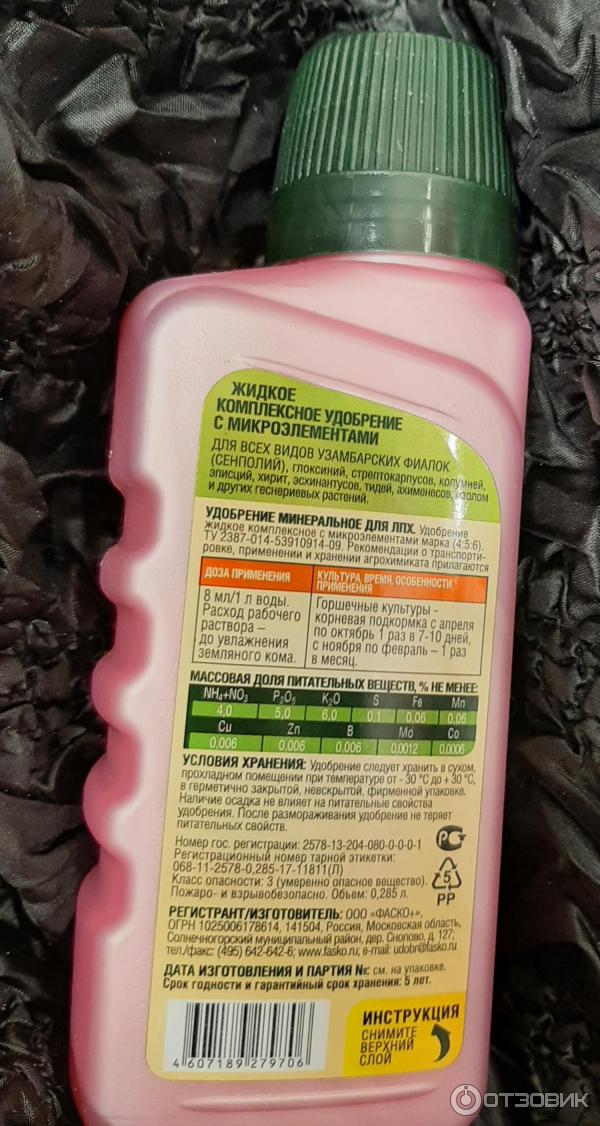 ЖИДКОЕ
КОМПЛЕКСНОЕ УДОБРЕНИЕ
С МИКРОЭЛЕМЕНТАМИ
ДЛЯ ВСЕХ ВИДОВ УЗАМБАРСКИХ ФИАЛОК
(СЕНПОЛИЙ), глоксиний, стрептокарпусов, колумней,
эписций, хирит, эсхинантусов, тидей, ахименесов, изолом
и других геснериевых растений.
УДОБРЕНИЕ МИНЕРАЛЬНОЕ ДЛЯ ЛПХ. Удобрение
жидкое комплексное с микроэлементами марка (4:5:6).
ТУ 2387-014-53910914-09. Рекомендации о транспорти-
ровке, применении и хранении агрохимиката прилагаются
ДОЗА ПРИМЕНЕНИЯ
8 мл/1 л воды.
Расход рабочего
раствора –
до увлажнения
земляного кома.
КУЛЬТУРА, ВРЕМЯ, ОСОБЕННОСТИ
ПРИМЕНЕНИЯ
Горшечные культуры -
корневая подкормка с апреля
по октябрь 1 раз в 7-10 дней,
с ноября по февраль – 1 раз
в месяц.
МАССОВАЯ ДОЛЯ ПИТАТЕЛЬНЫХ ВЕЩЕСТВ, % НЕ МЕНЕЕ:
NH₄+NO₃ P₂O₅ K₂O S Fe Mn
4,0 5,0 6,0 0,1 0,06 0,06
Cu Zn B Mo Co
0,006 0,006 0,006 0,0012 0,0006
УСЛОВИЯ ХРАНЕНИЯ: Удобрение следует хранить в сухом,
прохладном помещении при температуре от - 30 °C до + 30 °C,
в герметично закрытой, невскрытой, фирменной упаковке.
Наличие осадка не влияет на питательные свойства
удобрения. После размораживания удобрение не теряет
питательных свойств.
Номер гос. регистрации: 2578-13-204-080-0-0-0-1
Регистрационный номер тарной этикетки:
068-11-2578-0,285-17-11811(Л)
Класс опасности: 3 (умеренно опасное вещество).
Пожаро- и взрывобезопасно. Объем: 0,285 л.
РСТ
5
PP
РЕГИСТРАНТ/ИЗГОТОВИТЕЛЬ: ООО «ФАСКО+»,
ОГРН 1025006178614, 141501, Россия, Московская область,
Солнечногорский муниципальный район, дер. Снопово, д. 127;
тел./факс: (495) 642-642-6; www.fasko.ru; e-mail: udobr@fasko.ru
ДАТА ИЗГОТОВЛЕНИЯ И ПАРТИЯ №: см. на упаковке.
Срок годности и гарантийный срок хранения: 5 лет.
4 607189 279706
ИНСТРУКЦИЯ
СНИМИТЕ
ВЕРХНИЙ
СЛОЙ
ОТЗОВИК